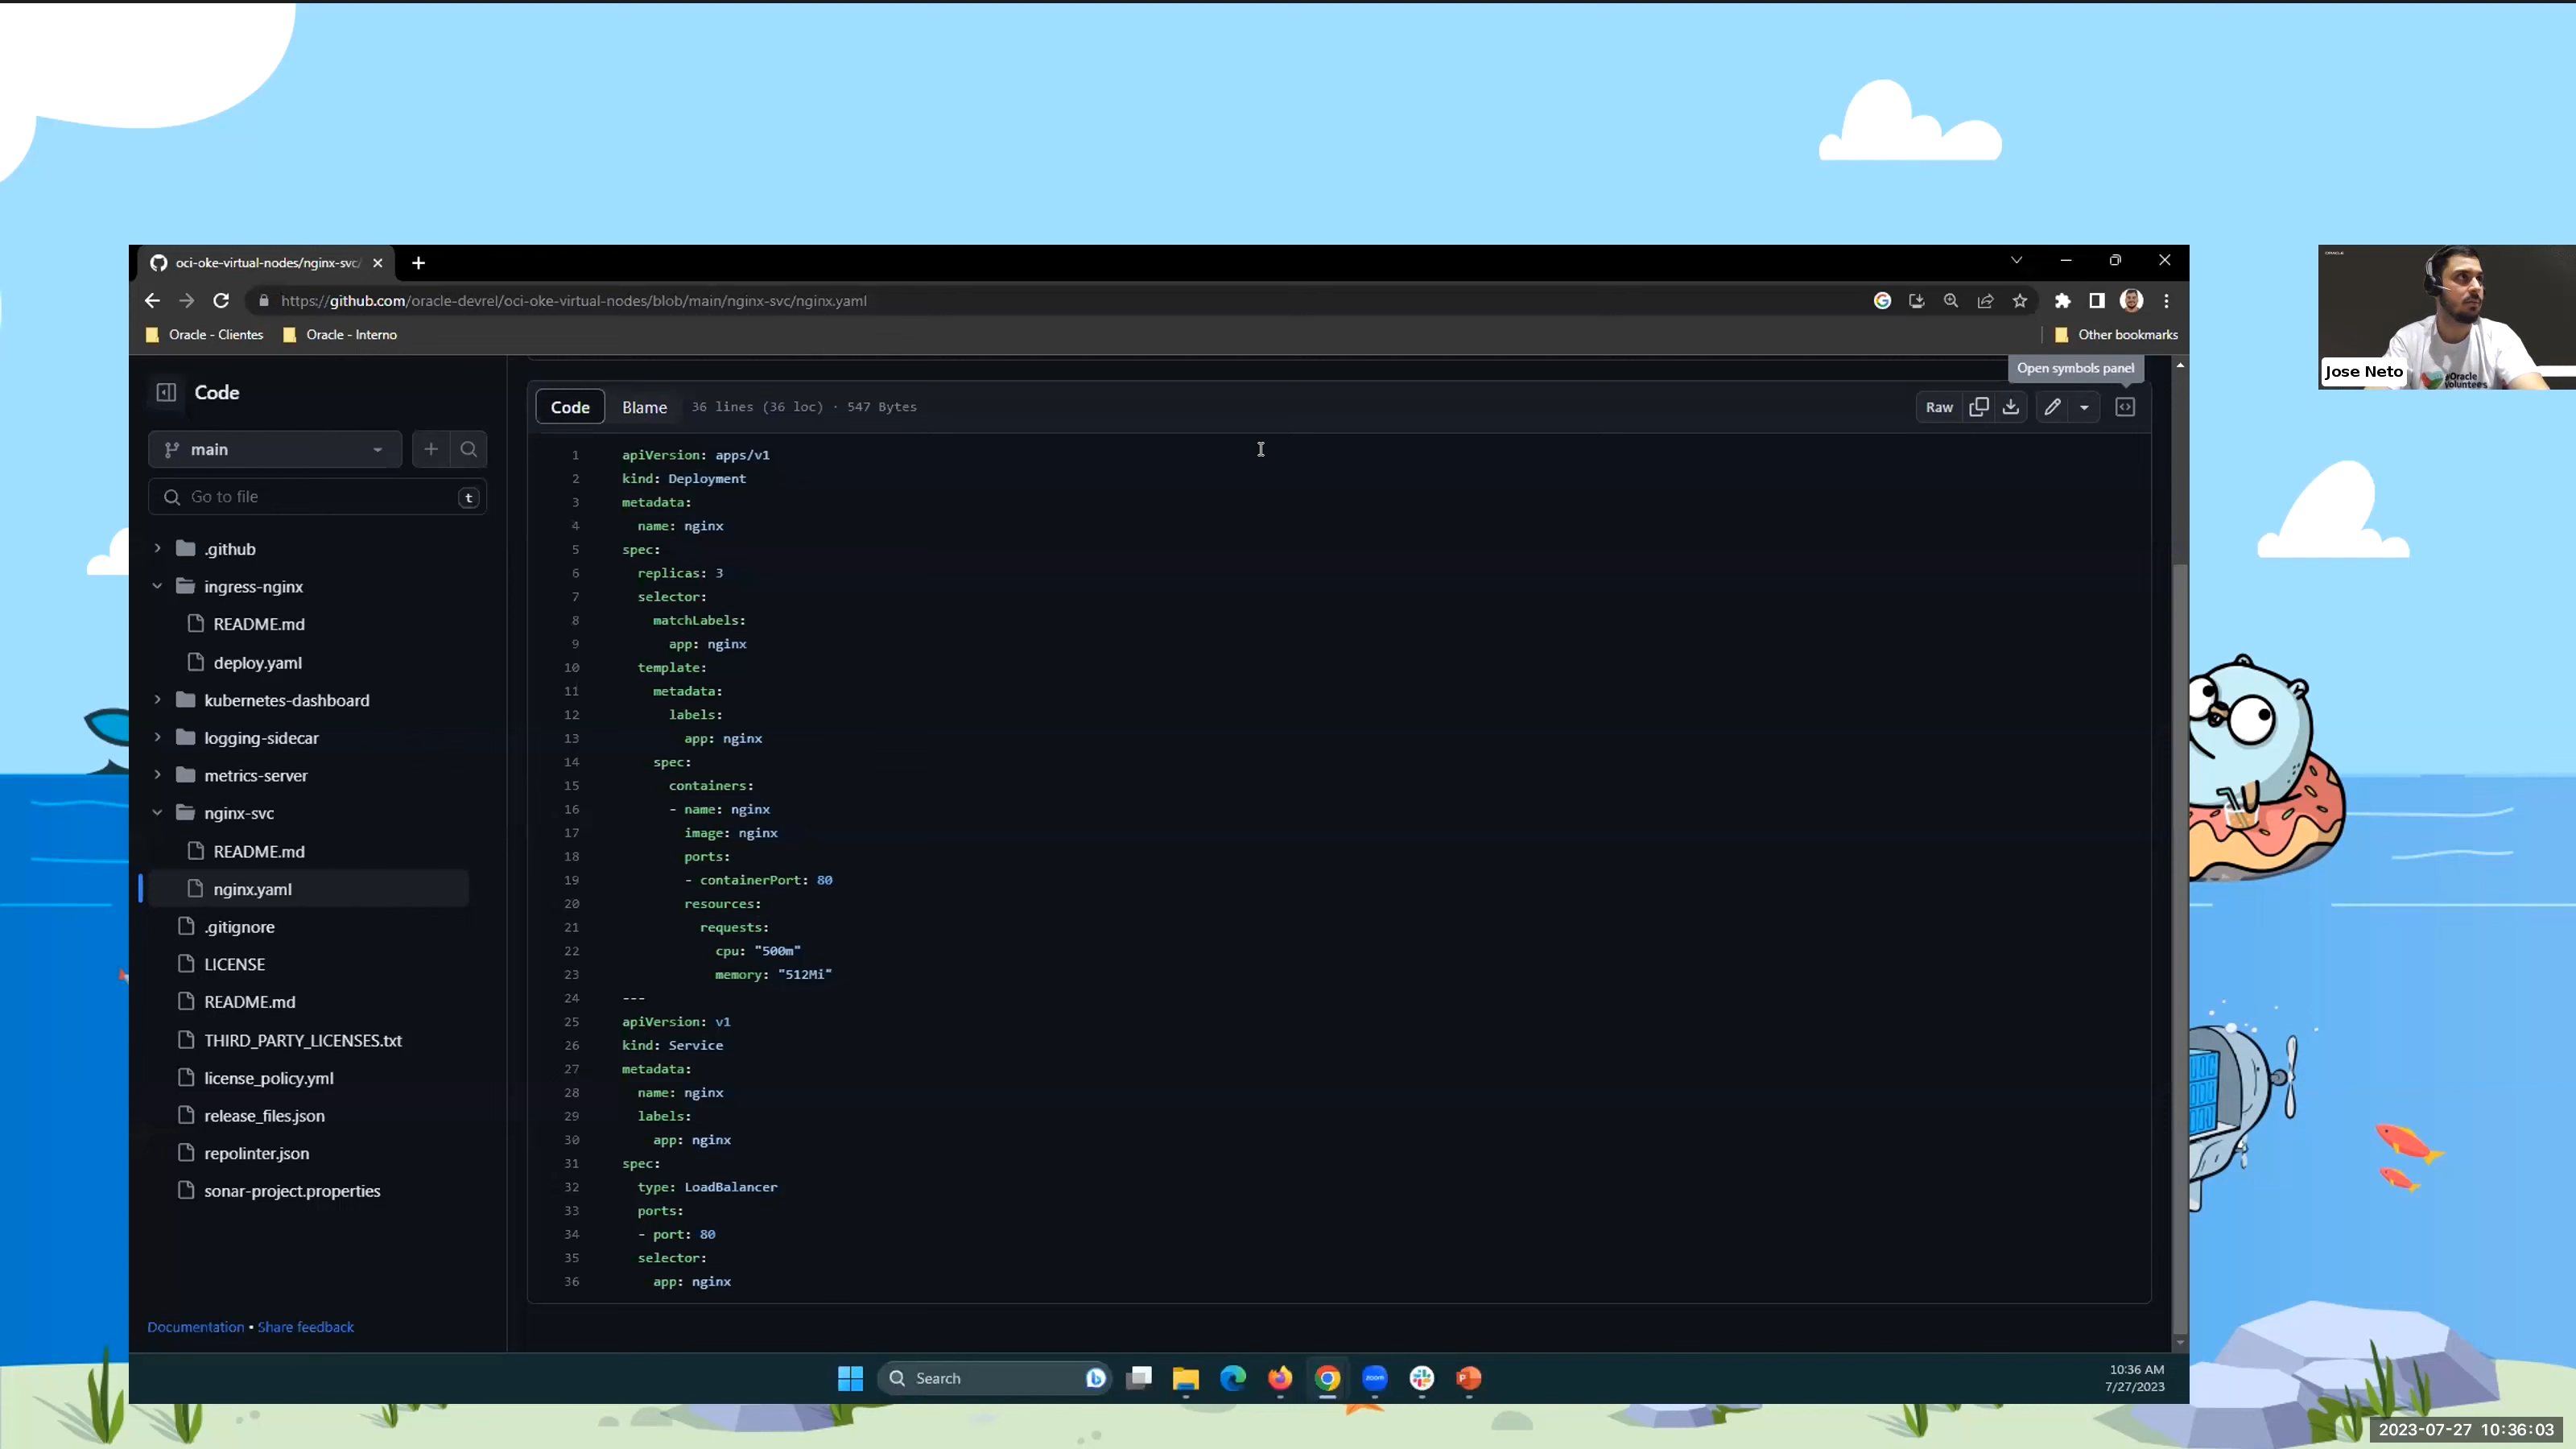 oci-oke-virtual-nodes/nginx-svc/
https://github.com/oracle-devrel/oci-oke-virtual-nodes/blob/main/nginx-svc/nginx.yaml
Oracle - Clientes
Oracle - Interno
Other bookmarks
Open symbols panel
Code
main
Go to file
t
.github
ingress-nginx
README.md
deploy.yaml
kubernetes-dashboard
logging-sidecar
metrics-server
nginx-svc
README.md
nginx.yaml
.gitignore
LICENSE
README.md
THIRD_PARTY_LICENSES.txt
license_policy.yml
release_files.json
repolinter.json
sonar-project.properties
Documentation • Share feedback
Code Blame 36 lines (36 loc) · 547 Bytes
Raw
1 apiVersion: apps/v1
2 kind: Deployment
3 metadata:
4   name: nginx
5 spec:
6   replicas: 3
7   selector:
8     matchLabels:
9       app: nginx
10   template:
11     metadata:
12       labels:
13         app: nginx
14     spec:
15       containers:
16       - name: nginx
17         image: nginx
18         ports:
19         - containerPort: 80
20         resources:
21           requests:
22             cpu: "500m"
23             memory: "512Mi"
24 ---
25 apiVersion: v1
26 kind: Service
27 metadata:
28   name: nginx
29   labels:
30     app: nginx
31 spec:
32   type: LoadBalancer
33   ports:
34   - port: 80
35   selector:
36     app: nginx
Search
zoom
10:36 AM
7/27/2023
ORACLE
#Oracle
Volunteers
Jose Neto
2023-07-27 10:36:03